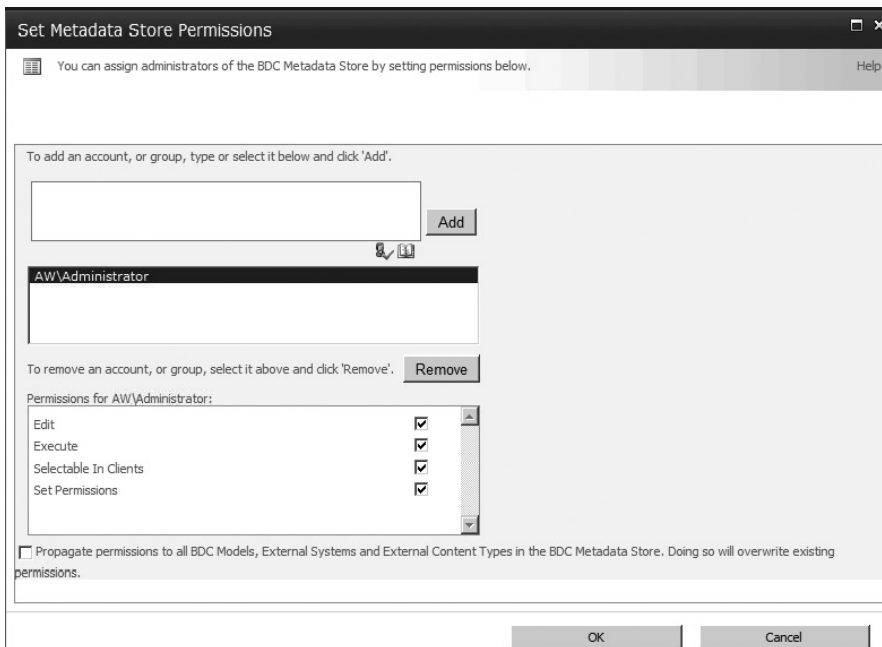 Set Metadata Store Permissions
You can assign administrators of the BDC Metadata Store by setting permissions below.
Help
To add an account, or group, type or select it below and click 'Add'.
Add
AW\Administrator
To remove an account, or group, select it above and click 'Remove'.
Remove
Permissions for AW\Administrator:
Edit
Execute
Selectable In Clients
Set Permissions
Propagate permissions to all BDC Models, External Systems and External Content Types in the BDC Metadata Store. Doing so will overwrite existing
permissions.
OK
Cancel